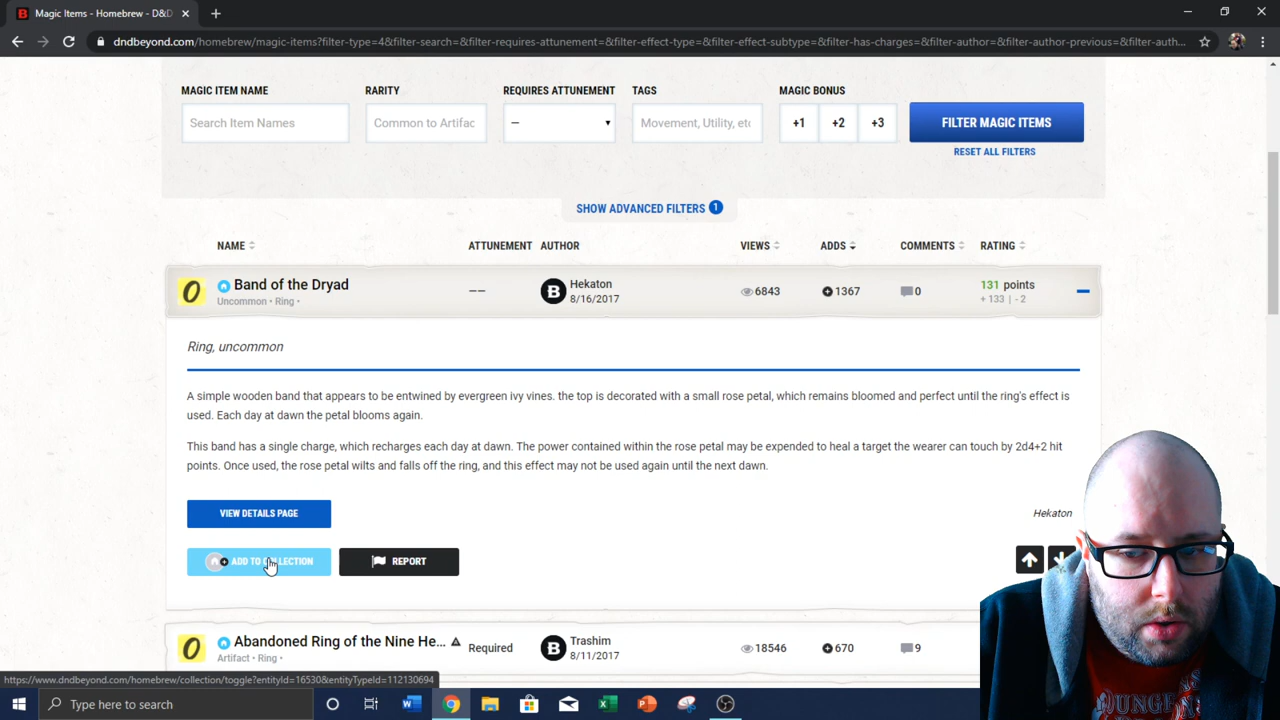 Magic Items - Homebrew - D&D
dndbeyond.com/homebrew/magic-items?filter-type=4&filter-search=&filter-requires-attunement=&filter-effect-type=&filter-effect-subtype=&filter-has-charges=&filter-author=&filter-author-previous=&filter-auth...
MAGIC ITEM NAME
RARITY
REQUIRES ATTUNEMENT
TAGS
MAGIC BONUS
Search Item Names
Common to Artifac
—
Movement, Utility, etc
+1
+2
+3
FILTER MAGIC ITEMS
RESET ALL FILTERS
SHOW ADVANCED FILTERS 1
NAME
ATTUNEMENT
AUTHOR
VIEWS
ADDS
COMMENTS
RATING
Band of the Dryad
Uncommon • Ring •
——
Hekaton
8/16/2017
6843
1367
0
131 points
+ 133 | - 2
Ring, uncommon
A simple wooden band that appears to be entwined by evergreen ivy vines. the top is decorated with a small rose petal, which remains bloomed and perfect until the ring's effect is
used. Each day at dawn the petal blooms again.
This band has a single charge, which recharges each day at dawn. The power contained within the rose petal may be expended to heal a target the wearer can touch by 2d4+2 hit
points. Once used, the rose petal wilts and falls off the ring, and this effect may not be used again until the next dawn.
VIEW DETAILS PAGE
Hekaton
ADD TO COLLECTION
REPORT
Abandoned Ring of the Nine He...
Artifact • Ring •
Required
Trashim
8/11/2017
18546
670
9
https://www.dndbeyond.com/homebrew/collection/toggle?entityId=16530&entityTypeId=112130694
Type here to search